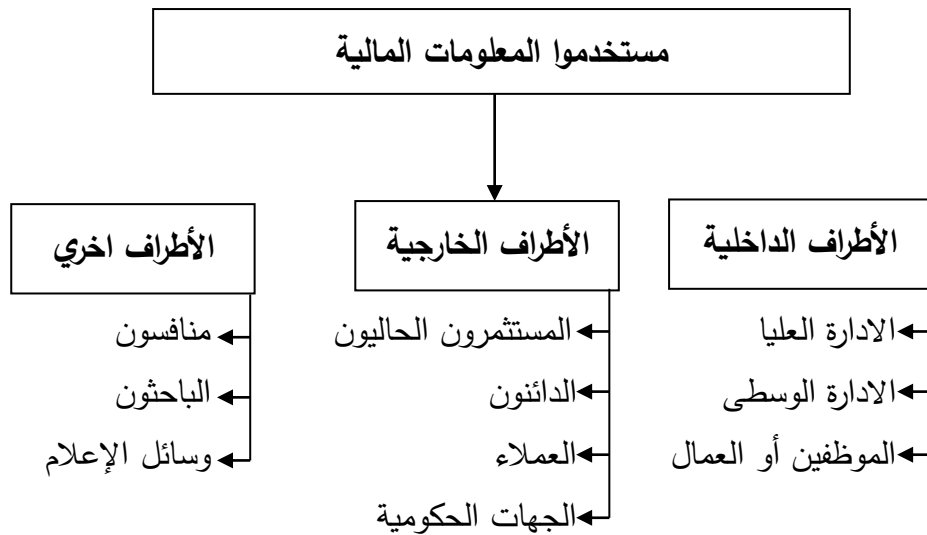 مستخدموا المعلومات المالية
الأطراف الداخلية
الادارة العليا
الادارة الوسطى
الموظفين أو العمال
الأطراف الخارجية
المستثمرون الحاليون
الدائنون
العملاء
الجهات الحكومية
الأطراف اخري
منافسون
الباحثون
وسائل الإعلام